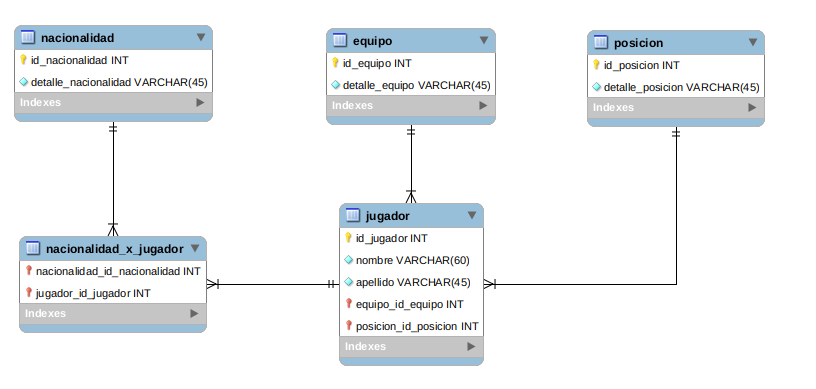 nacionalidad
id_nacionalidad INT
detalle_nacionalidad VARCHAR(45)
Indexes
equipo
id_equipo INT
detalle_equipo VARCHAR(45)
Indexes
posicion
id_posicion INT
detalle_posicion VARCHAR(45)
Indexes
nacionalidad_x_jugador
nacionalidad_id_nacionalidad INT
jugador_id_jugador INT
Indexes
jugador
id_jugador INT
nombre VARCHAR(60)
apellido VARCHAR(45)
equipo_id_equipo INT
posicion_id_posicion INT
Indexes